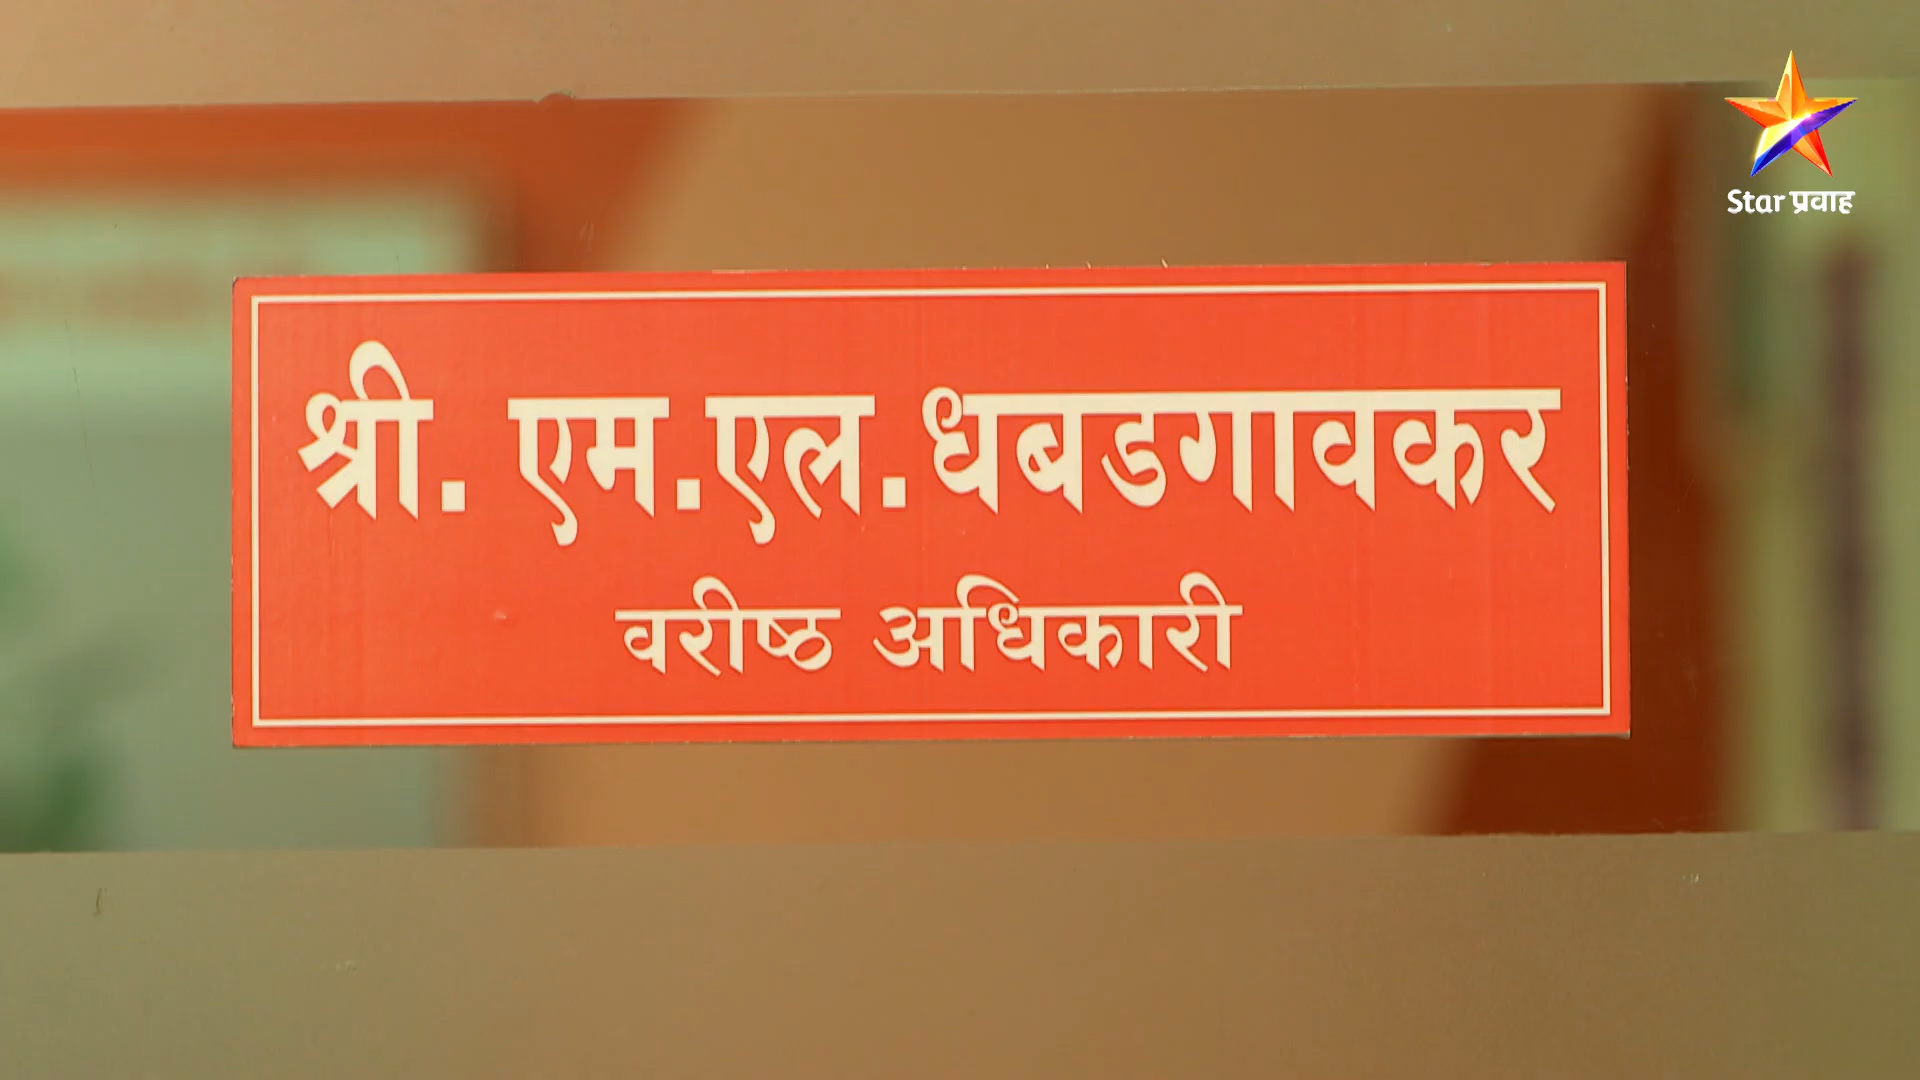 Star प्रवाह
श्री. एम.एल.धबडगावकर
वरीष्ठ अधिकारी